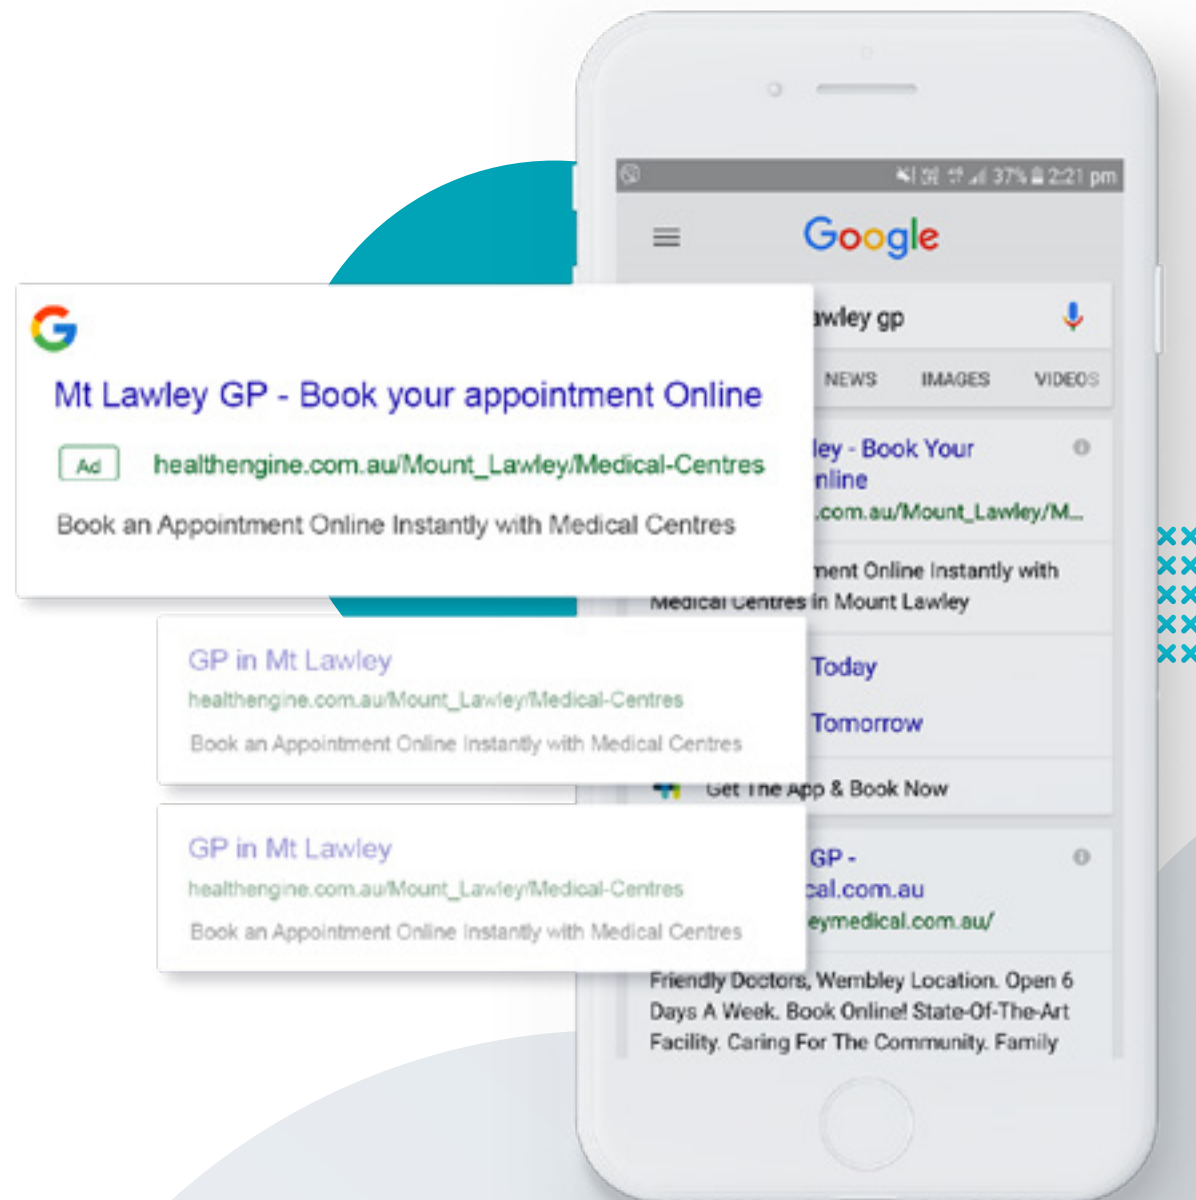 37% 2:21 pm
Google
awley gp
NEWS IMAGES VIDEOS
G
Mt Lawley GP - Book your appointment Online
Ad healthengine.com.au/Mount_Lawley/Medical-Centres
Book an Appointment Online Instantly with Medical Centres
ley - Book Your
nline
.com.au/Mount_Lawley/M...
ment Online Instantly with
Medical Centres in Mount Lawley
GP in Mt Lawley
healthengine.com.au/Mount_Lawley/Medical-Centres
Book an Appointment Online Instantly with Medical Centres
Today
Tomorrow
Get The App & Book Now
GP in Mt Lawley
healthengine.com.au/Mount_Lawley/Medical-Centres
Book an Appointment Online Instantly with Medical Centres
GP -
cal.com.au
eymedical.com.au/
Friendly Doctors, Wembley Location. Open 6
Days A Week. Book Online! State-Of-The-Art
Facility. Caring For The Community. Family